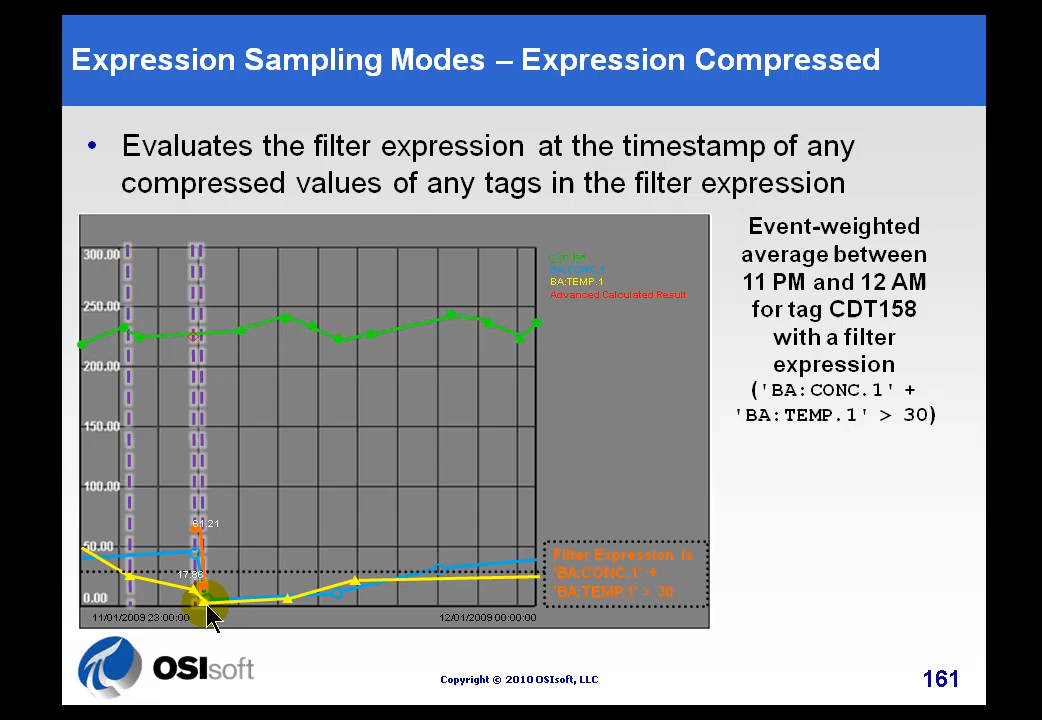 Expression Sampling Modes – Expression Compressed
• Evaluates the filter expression at the timestamp of any
compressed values of any tags in the filter expression
Event-weighted
average between
11 PM and 12 AM
for tag CDT158
with a filter
expression
('BA:CONC.1' +
'BA:TEMP.1' > 30)
300.00
250.00
200.00
150.00
100.00
50.00
0.00
CDT158
BA:CONC.1
BA:TEMP.1
Advanced Calculated Result
17.86
11/01/2009 23:00:00
12/01/2009 00:00:00
Filter Expression is
'BA:CONC.1' +
'BA:TEMP.1' > 30
OSIsoft
Copyright © 2010 OSIsoft, LLC
161